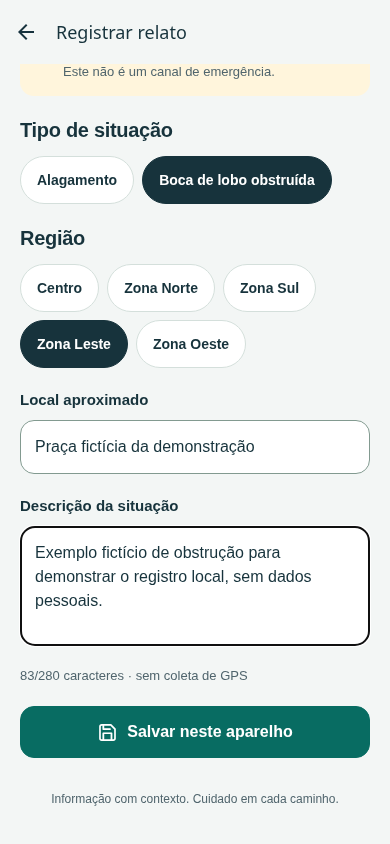 Registrar relato
Este não é um canal de emergência.
Tipo de situação
Alagamento
Boca de lobo obstruída
Região
Centro
Zona Norte
Zona Sul
Zona Leste
Zona Oeste
Local aproximado
Praça fictícia da demonstração
Descrição da situação
Exemplo fictício de obstrução para
demonstrar o registro local, sem dados
pessoais.
83/280 caracteres · sem coleta de GPS
Salvar neste aparelho
Informação com contexto. Cuidado em cada caminho.